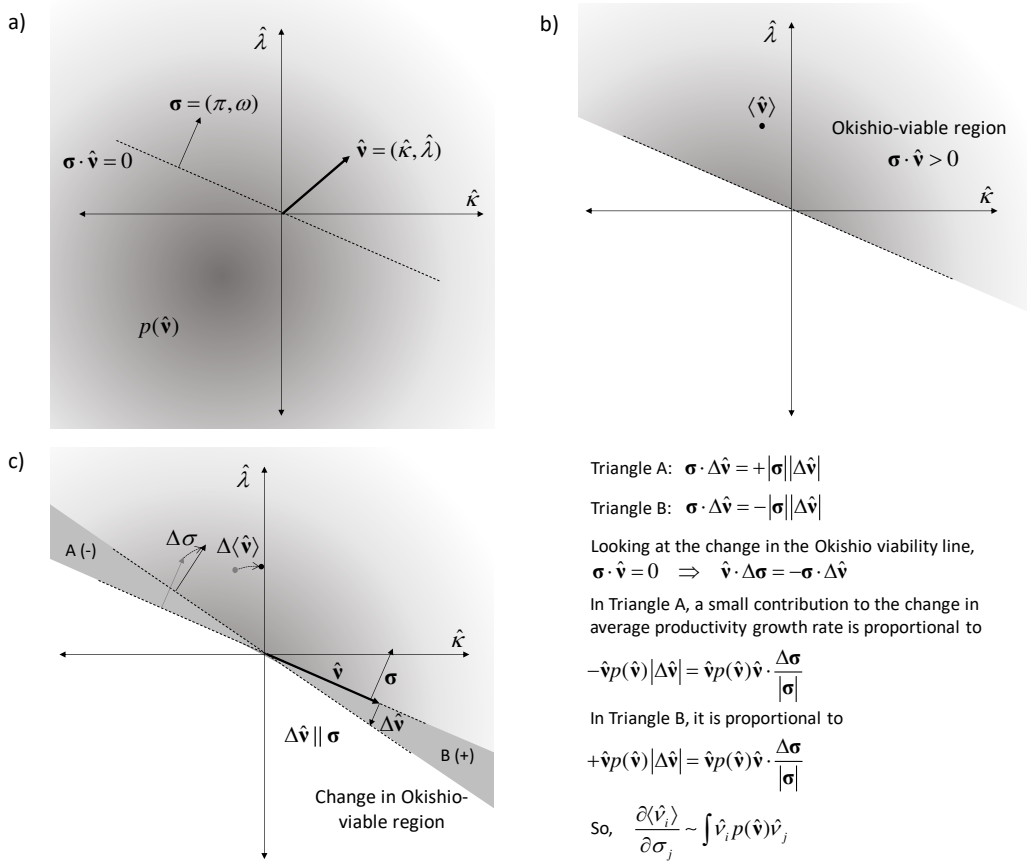 a)
λ̂
σ = (π, ω)
v̂ = (κ̂, λ̂)
σ · v̂ = 0
κ̂
p(v̂)
b)
λ̂
⟨v̂⟩
Okishio-viable region
σ · v̂ > 0
κ̂
c)
λ̂
Δσ
Δ⟨v̂⟩
A (-)
κ̂
v̂
σ
Δv̂
Δv̂ || σ
B (+)
Change in Okishio-
viable region
Triangle A: σ · Δv̂ = +|σ||Δv̂|
Triangle B: σ · Δv̂ = −|σ||Δv̂|
Looking at the change in the Okishio viability line,
σ · v̂ = 0 ⇒ v̂ · Δσ = −σ · Δv̂
In Triangle A, a small contribution to the change in
average productivity growth rate is proportional to
−v̂p(v̂)|Δv̂| = v̂p(v̂)v̂ · Δσ/|σ|
In Triangle B, it is proportional to
+v̂p(v̂)|Δv̂| = v̂p(v̂)v̂ · Δσ/|σ|
So, ∂⟨v̂ᵢ⟩/∂σⱼ ~ ∫ v̂ᵢ p(v̂)v̂ⱼ